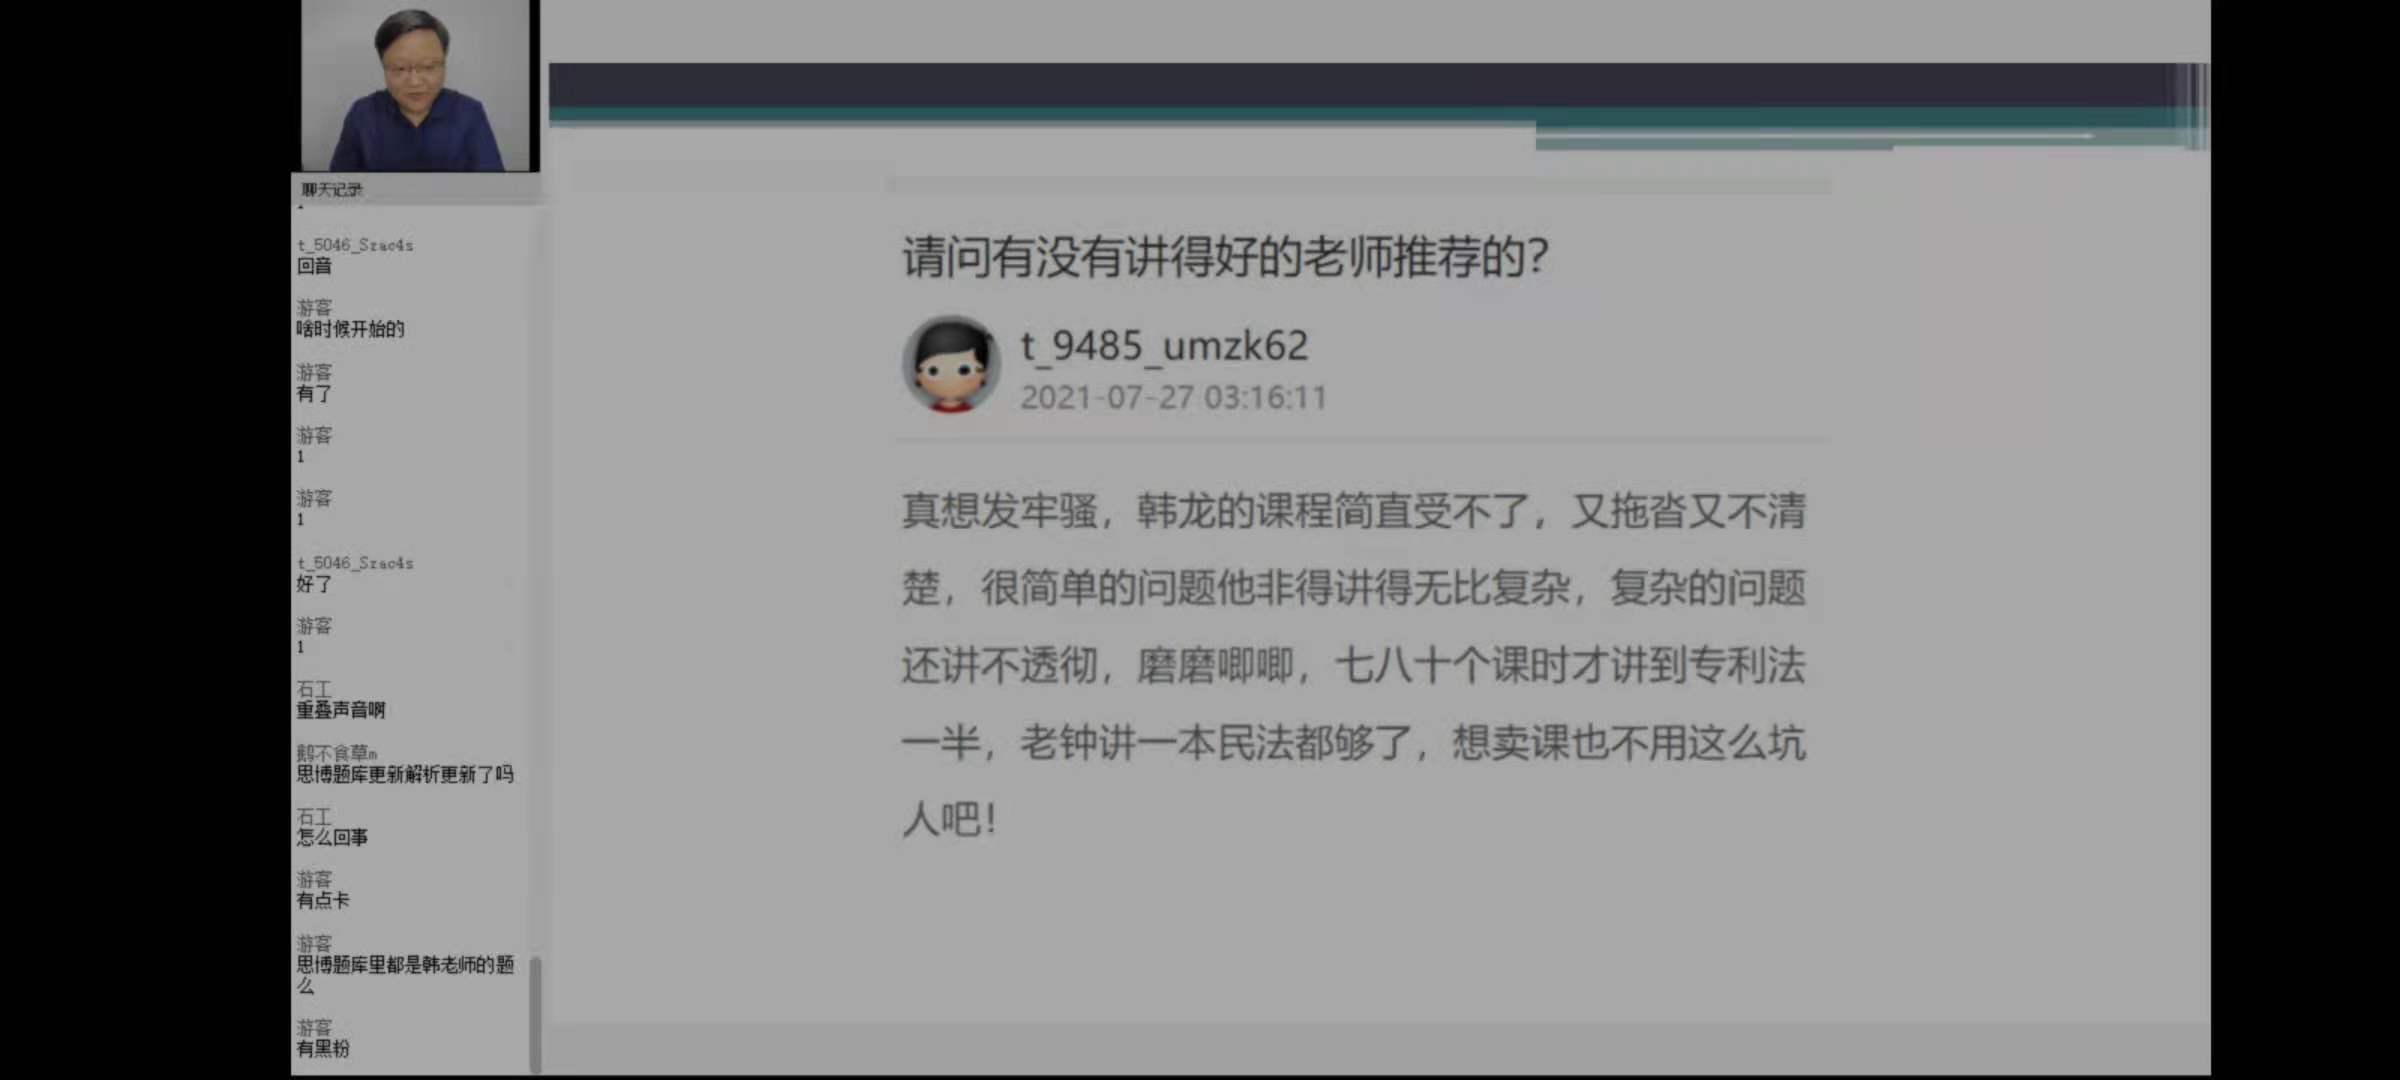 聊天记录
t_5046_Szac4s
回音
游客
啥时候开始的
游客
有了
游客
1
游客
1
t_5046_Szac4s
好了
游客
1
石工
重叠声音啊
鹅不食草m
思博题库更新解析更新了吗
石工
怎么回事
游客
有点卡
游客
思博题库里都是韩老师的题
么
游客
有黑粉
请问有没有讲得好的老师推荐的?
t_9485_umzk62
2021-07-27 03:16:11
真想发牢骚，韩龙的课程简直受不了，又拖沓又不清
楚，很简单的问题他非得讲得无比复杂，复杂的问题
还讲不透彻，磨磨唧唧，七八十个课时才讲到专利法
一半，老钟讲一本民法都够了，想卖课也不用这么坑
人吧！